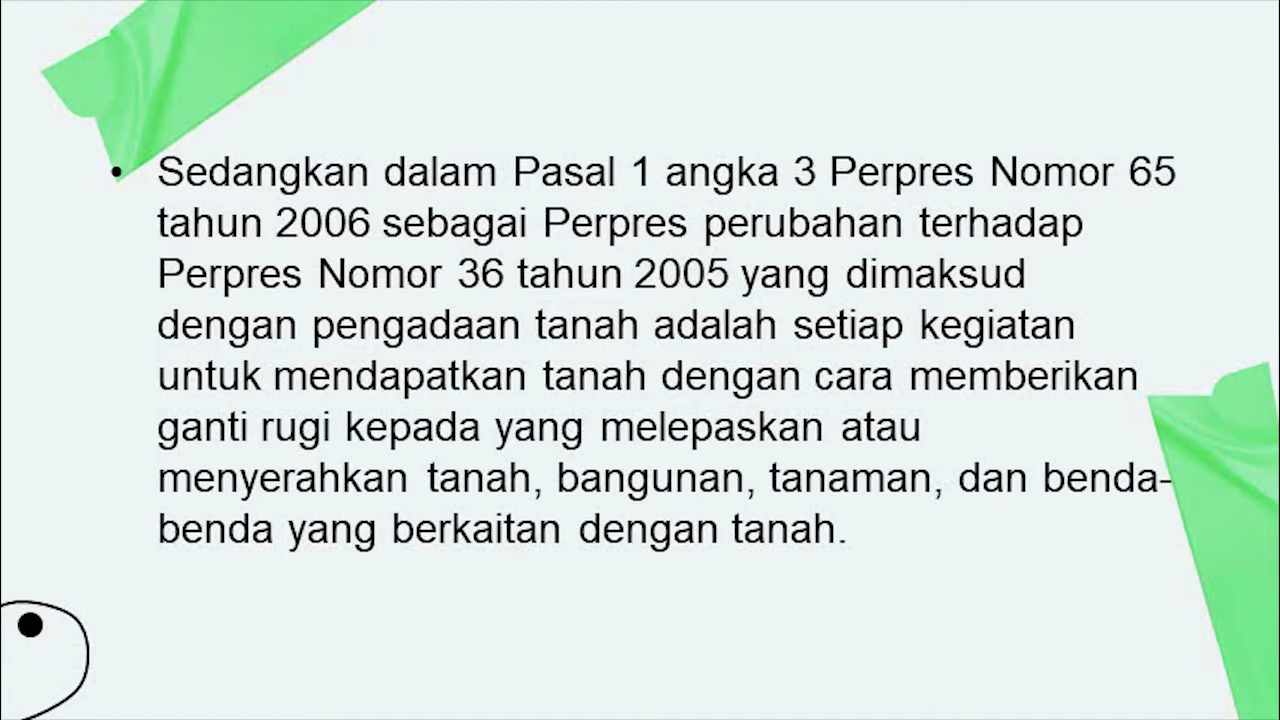 • Sedangkan dalam Pasal 1 angka 3 Perpres Nomor 65
tahun 2006 sebagai Perpres perubahan terhadap
Perpres Nomor 36 tahun 2005 yang dimaksud
dengan pengadaan tanah adalah setiap kegiatan
untuk mendapatkan tanah dengan cara memberikan
ganti rugi kepada yang melepaskan atau
menyerahkan tanah, bangunan, tanaman, dan benda-
benda yang berkaitan dengan tanah.